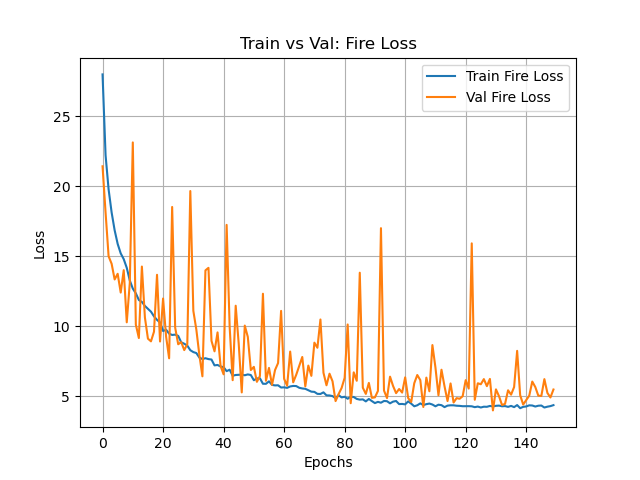 Train vs Val: Fire Loss
Train Fire Loss
Val Fire Loss
Loss
25
20
15
10
5
0 20 40 60 80 100 120 140
Epochs